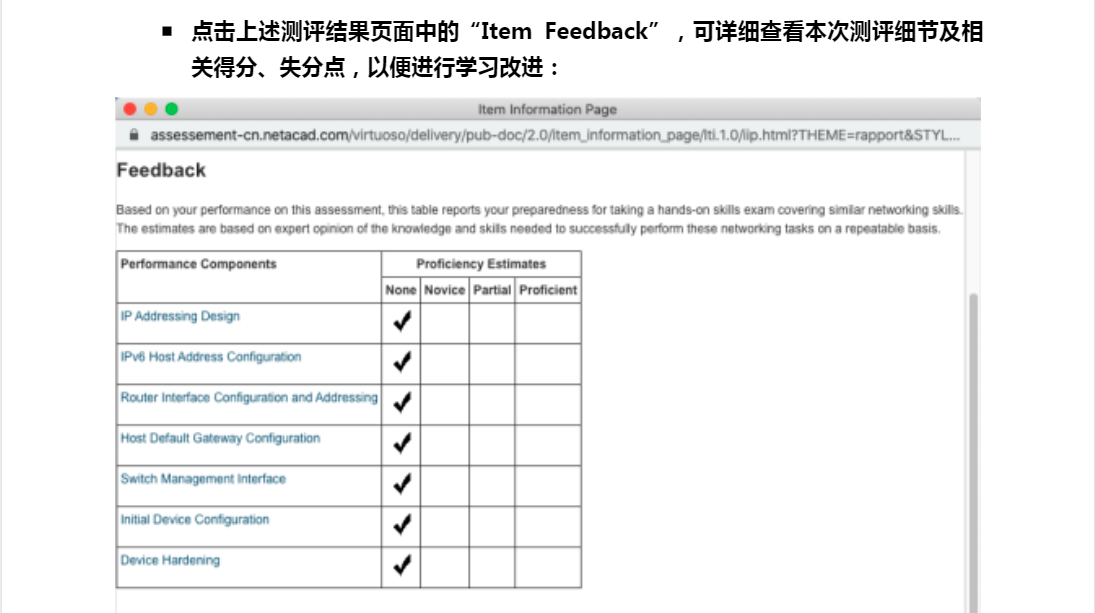 ▪ 点击上述测评结果页面中的“Item Feedback”，可详细查看本次测评细节及相
关得分、失分点，以便进行学习改进：
Item Information Page
assessement-cn.netacad.com/virtuoso/delivery/pub-doc/2.0/item_information_page/lti.1.0/iip.html?THEME=rapport&STYL...
Feedback
Based on your performance on this assessment, this table reports your preparedness for taking a hands-on skills exam covering similar networking skills.
The estimates are based on expert opinion of the knowledge and skills needed to successfully perform these networking tasks on a repeatable basis.
Performance Components Proficiency Estimates
None Novice Partial Proficient
IP Addressing Design
IPv6 Host Address Configuration
Router Interface Configuration and Addressing
Host Default Gateway Configuration
Switch Management Interface
Initial Device Configuration
Device Hardening